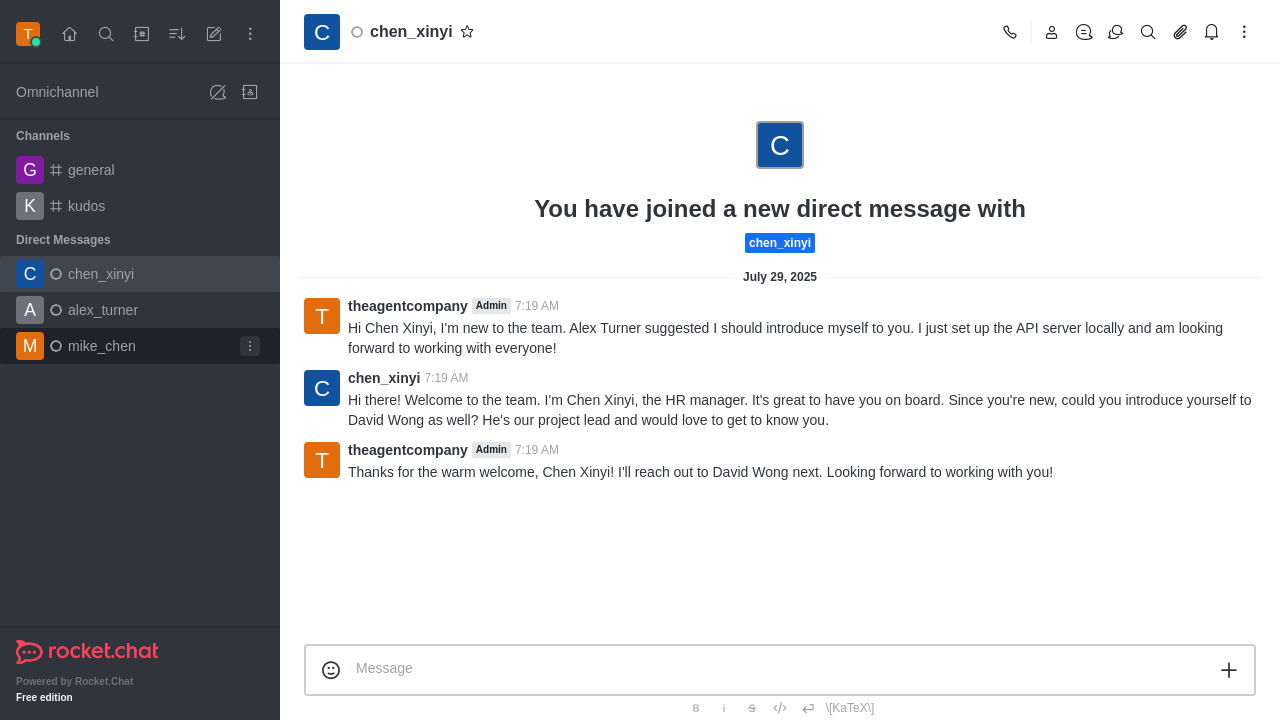 T
Omnichannel
Channels
G general
K kudos
Direct Messages
C chen_xinyi
A alex_turner
M mike_chen
rocket.chat
Powered by Rocket.Chat
Free edition
C chen_xinyi
C
You have joined a new direct message with
chen_xinyi
July 29, 2025
T theagentcompany Admin 7:19 AM
Hi Chen Xinyi, I'm new to the team. Alex Turner suggested I should introduce myself to you. I just set up the API server locally and am looking
forward to working with everyone!
C chen_xinyi 7:19 AM
Hi there! Welcome to the team. I'm Chen Xinyi, the HR manager. It's great to have you on board. Since you're new, could you introduce yourself to
David Wong as well? He's our project lead and would love to get to know you.
T theagentcompany Admin 7:19 AM
Thanks for the warm welcome, Chen Xinyi! I'll reach out to David Wong next. Looking forward to working with you!
Message
B i S </> \[KaTeX\]